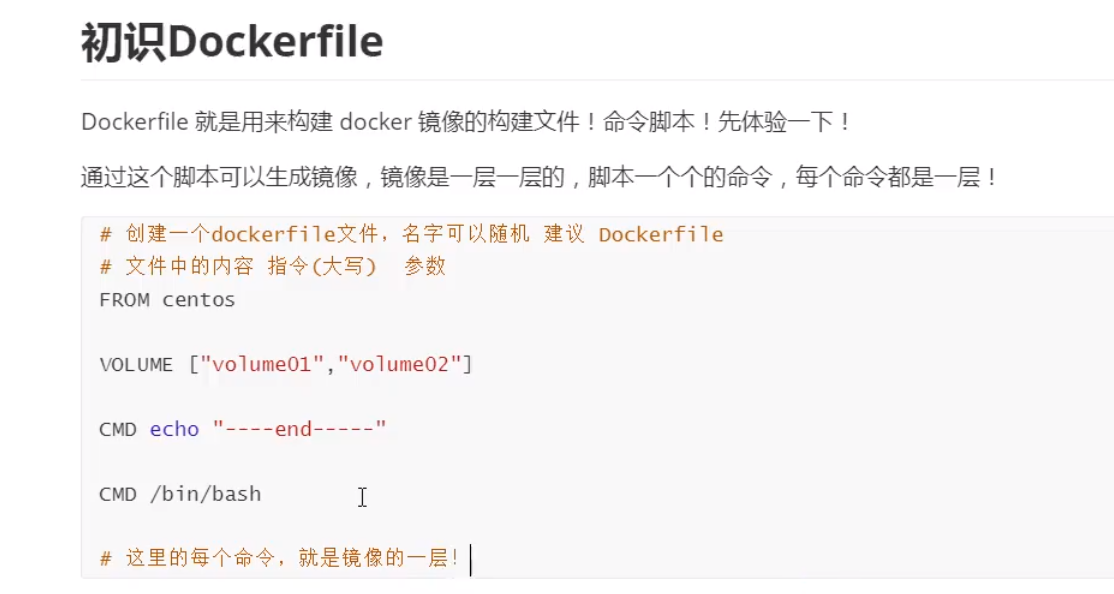 初识Dockerfile
Dockerfile 就是用来构建 docker 镜像的构建文件！命令脚本！先体验一下！
通过这个脚本可以生成镜像，镜像是一层一层的，脚本一个个的命令，每个命令都是一层！
# 创建一个dockerfile文件，名字可以随机 建议 Dockerfile
# 文件中的内容 指令(大写) 参数
FROM centos
VOLUME ["volume01","volume02"]
CMD echo "----end-----"
CMD /bin/bash
# 这里的每个命令，就是镜像的一层！